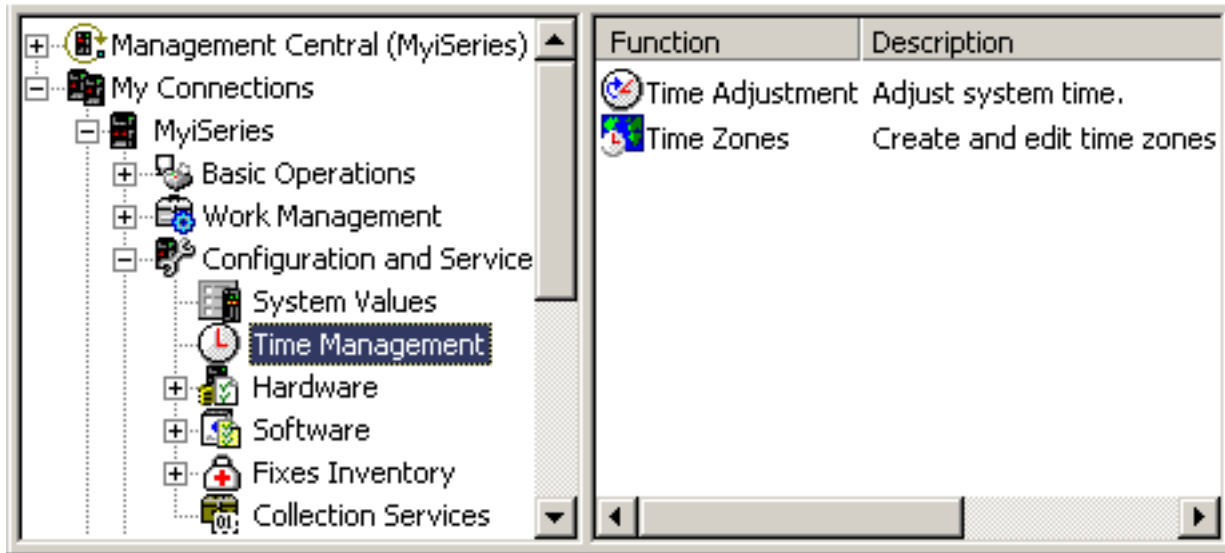 Management Central (MyiSeries)
My Connections
MyiSeries
Basic Operations
Work Management
Configuration and Service
System Values
Time Management
Hardware
Software
Fixes Inventory
Collection Services
Function Description
Time Adjustment Adjust system time.
Time Zones Create and edit time zones